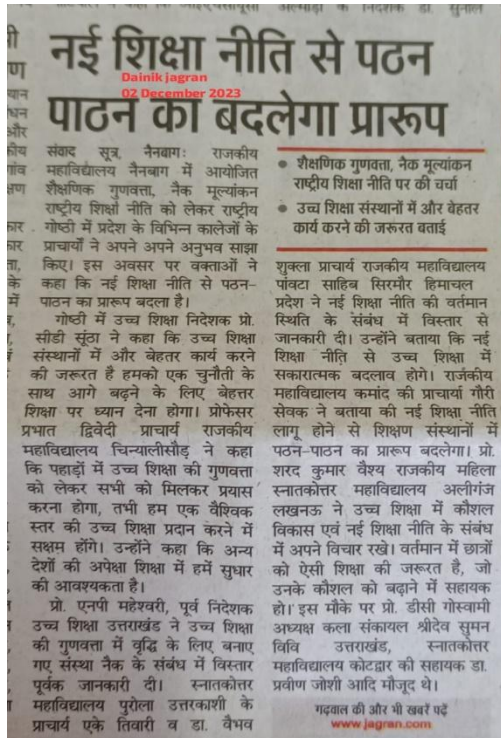 नई शिक्षा नीति से पठन
Dainik jagran
02 December 2023
पाठन का बदलेगा प्रारूप
संवाद सूत्र, नैनबागः राजकीय
महाविद्यालय नैनबाग में आयोजित
शैक्षणिक गुणवत्ता, नैक मूल्यांकन
राष्ट्रीय शिक्षा नीति को लेकर राष्ट्रीय
गोष्ठी में प्रदेश के विभिन्न कालेजों के
प्राचार्यों ने अपने अपने अनुभव साझा
किए। इस अवसर पर वक्ताओं ने
कहा कि नई शिक्षा नीति से पठन-
पाठन का प्रारूप बदला है।
गोष्ठी में उच्च शिक्षा निदेशक प्रो.
सीडी सूंठा ने कहा कि उच्च शिक्षा
संस्थानों में और बेहतर कार्य करने
की जरूरत है हमको एक चुनौती के
साथ आगे बढ़ने के लिए बेहत्तर
शिक्षा पर ध्यान देना होगा। प्रोफेसर
प्रभात द्विवेदी प्राचार्य राजकीय
महाविद्यालय चिन्यालीसौड़ ने कहा
कि पहाड़ों में उच्च शिक्षा की गुणवत्ता
को लेकर सभी को मिलकर प्रयास
करना होगा, तभी हम एक वैश्विक
स्तर की उच्च शिक्षा प्रदान करने में
सक्षम होंगे। उन्होंने कहा कि अन्य
देशों की अपेक्षा शिक्षा में हमें सुधार
की आवश्यकता है।
प्रो. एनपी महेश्वरी, पूर्व निदेशक
उच्च शिक्षा उत्तराखंड ने उच्च शिक्षा
की गुणवत्ता में वृद्धि के लिए बनाए
गए संस्था नैक के संबंध में विस्तार
पूर्वक जानकारी दी। स्नातकोत्तर
महाविद्यालय पुरोला उत्तरकाशी के
प्राचार्य एके तिवारी व डा. वैभव
• शैक्षणिक गुणवत्ता, नैक मूल्यांकन
राष्ट्रीय शिक्षा नीति पर की चर्चा
• उच्च शिक्षा संस्थानों में और बेहतर
कार्य करने की जरूरत बताई
शुक्ला प्राचार्य राजकीय महाविद्यालय
पांवटा साहिब सिरमौर हिमाचल
प्रदेश ने नई शिक्षा नीति की वर्तमान
स्थिति के संबंध में विस्तार से
जानकारी दी। उन्होंने बताया कि नई
शिक्षा नीति से उच्च शिक्षा में
सकारात्मक बदलाव होगे। राजकीय
महाविद्यालय कमांद की प्राचार्या गौरी
सेवक ने बताया की नई शिक्षा नीति
लागू होने से शिक्षण संस्थानों में
पठन-पाठन का प्रारूप बदलेगा। प्रो.
शरद कुमार वैश्य राजकीय महिला
स्नातकोत्तर महाविद्यालय अलीगंज
लखनऊ ने उच्च शिक्षा में कौशल
विकास एवं नई शिक्षा नीति के संबंध
में अपने विचार रखे। वर्तमान में छात्रों
को ऐसी शिक्षा की जरूरत है, जो
उनके कौशल को बढ़ाने में सहायक
हो। इस मौके पर प्रो. डीसी गोस्वामी
अध्यक्ष कला संकायल श्रीदेव सुमन
विवि उत्तराखंड, स्नातकोत्तर
महाविद्यालय कोटद्वार की सहायक डा.
प्रवीण जोशी आदि मौजूद थे।
गढ़वाल की और भी खबरें पढ़ें
www.jagran.com